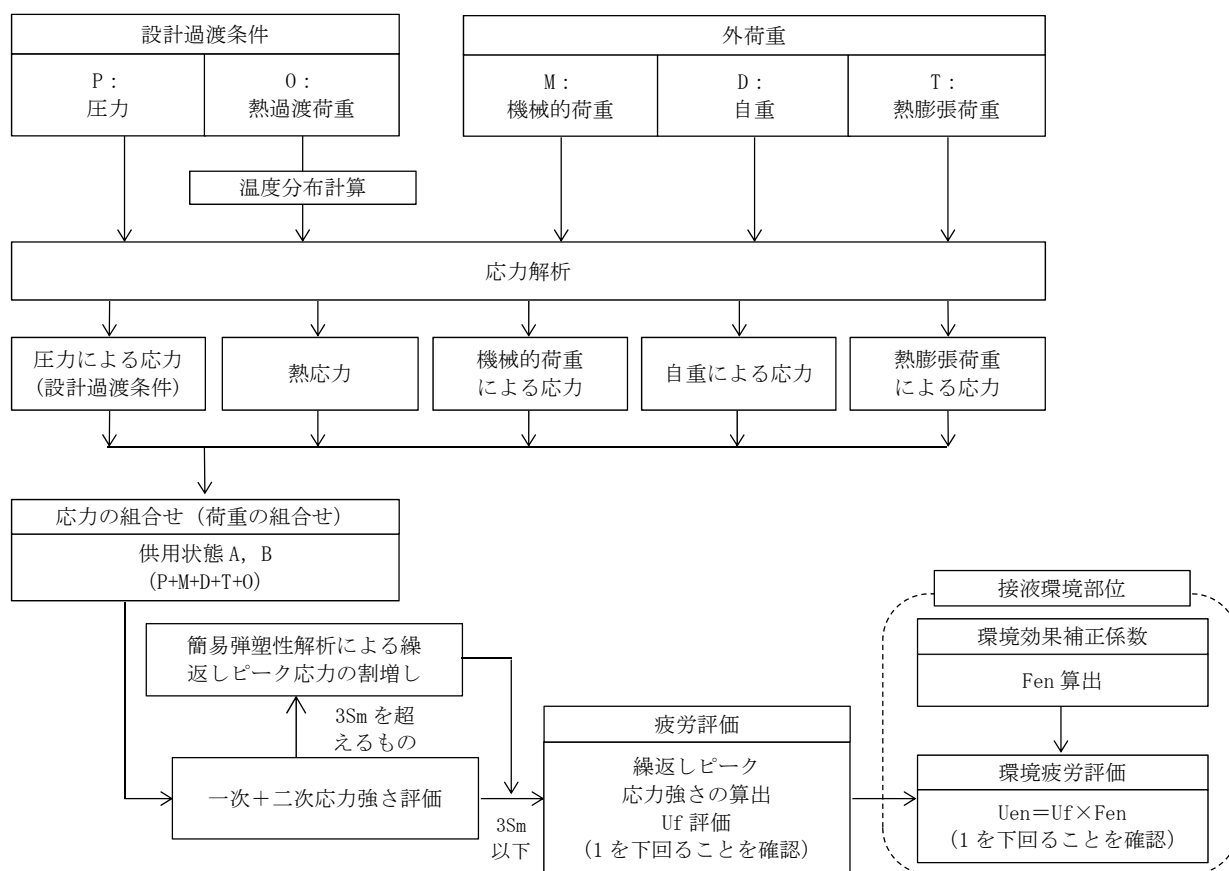 設計過渡条件
P：
圧力
O：
熱過渡荷重
外荷重
M：
機械的荷重
D：
自重
T：
熱膨張荷重
温度分布計算
応力解析
圧力による応力
(設計過渡条件)
熱応力
機械的荷重
による応力
自重による応力
熱膨張荷重
による応力
応力の組合せ（荷重の組合せ）
供用状態 A，B
(P+M+D+T+O)
簡易弾塑性解析による繰
返しピーク応力の割増し
3Sm を超
えるもの
一次＋二次応力強さ評価
3Sm
以下
疲労評価
繰返しピーク
応力強さの算出
Uf 評価
(1 を下回ることを確認)
接液環境部位
環境効果補正係数
Fen 算出
環境疲労評価
Uen＝Uf×Fen
(1 を下回ることを確認)